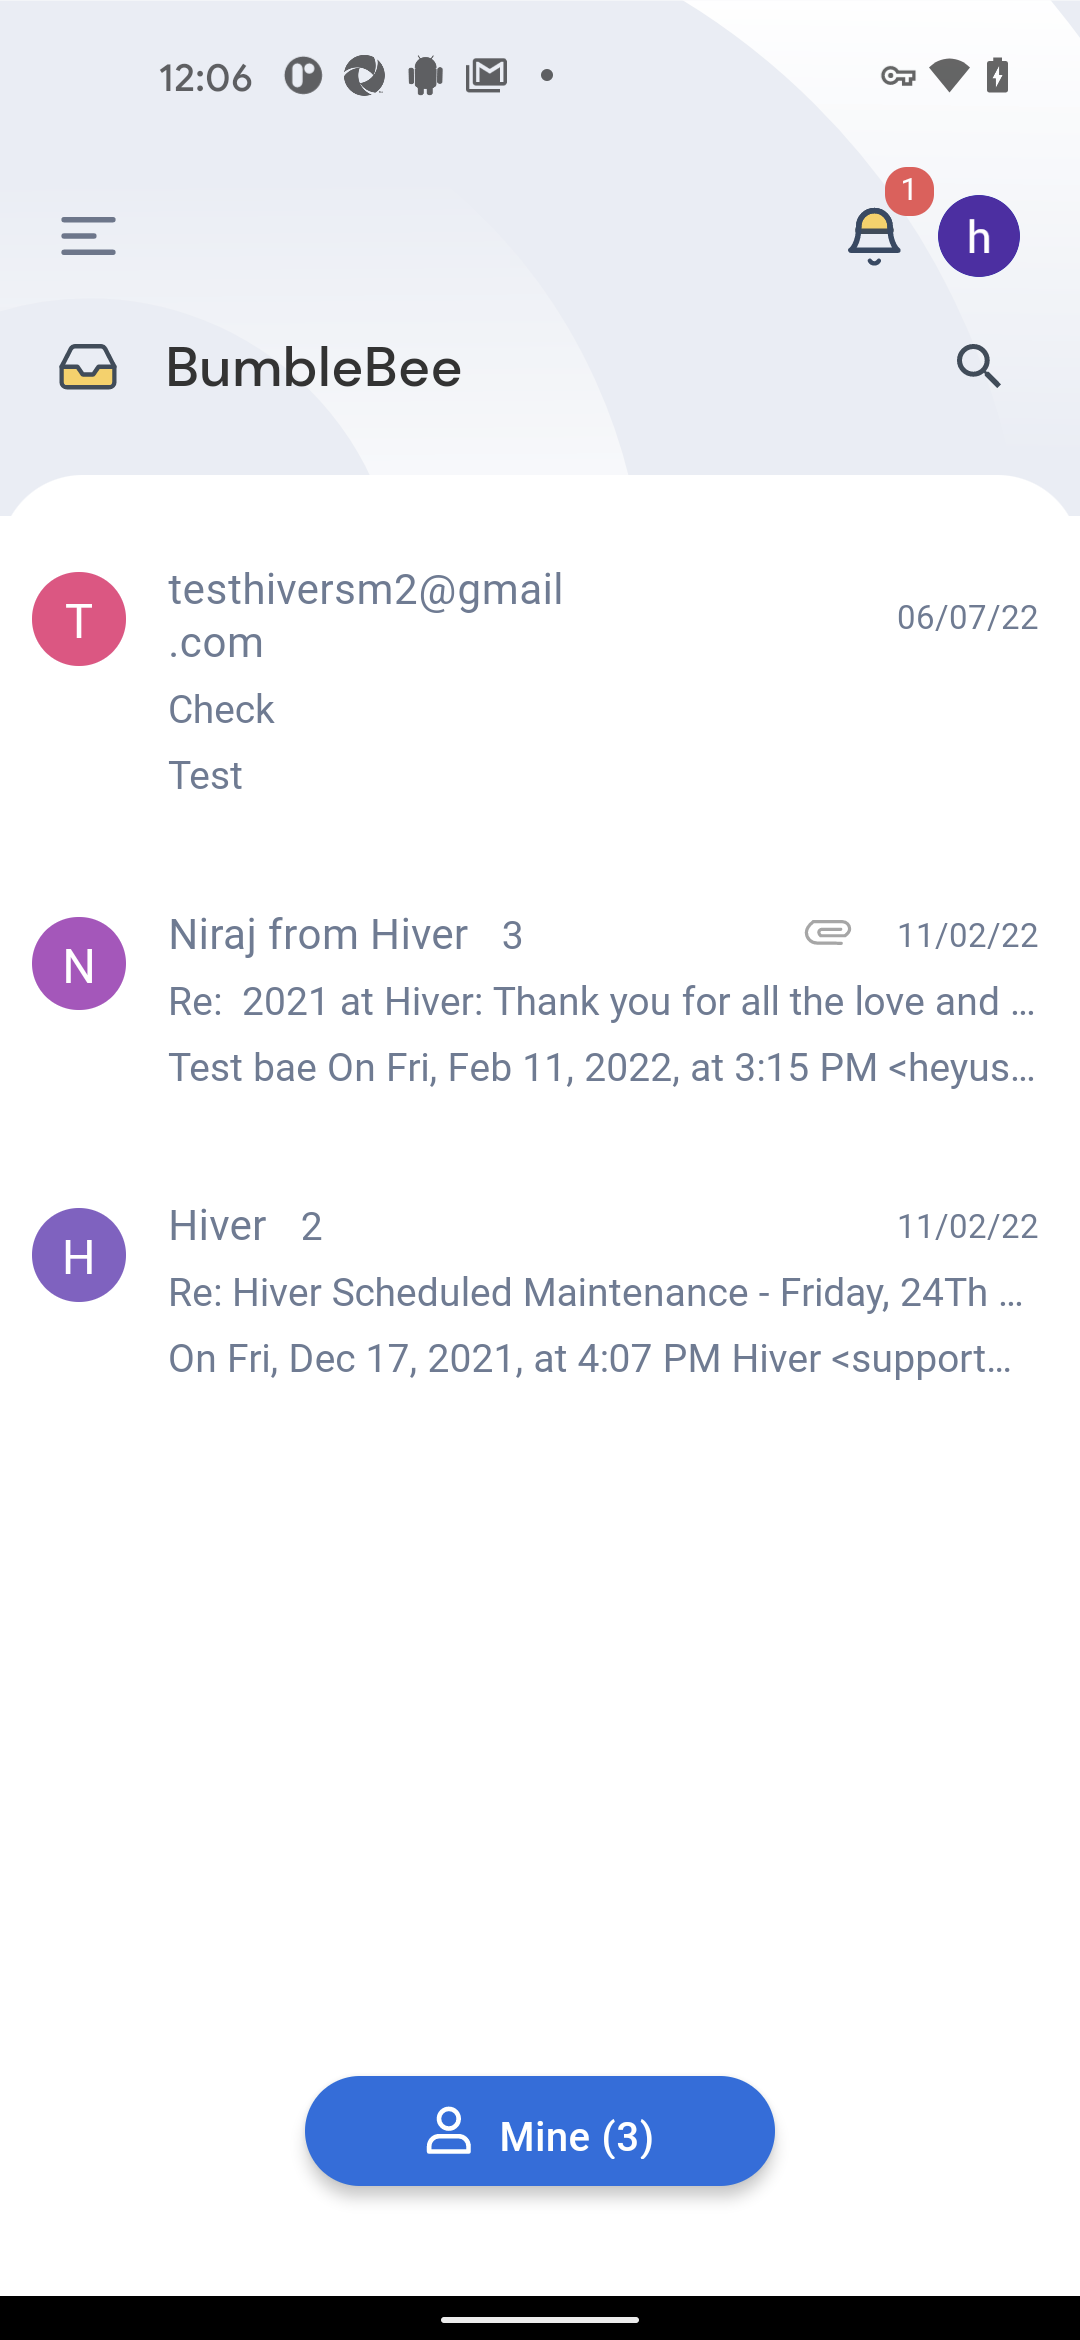 12:06
1
h
BumbleBee
T
testhiversm2@gmail
.com
06/07/22
Check
Test
N
Niraj from Hiver 3
11/02/22
Re:  2021 at Hiver: Thank you for all the love and ...
Test bae On Fri, Feb 11, 2022, at 3:15 PM <heyus...
H
Hiver 2
11/02/22
Re: Hiver Scheduled Maintenance - Friday, 24Th ...
On Fri, Dec 17, 2021, at 4:07 PM Hiver <support...
Mine (3)